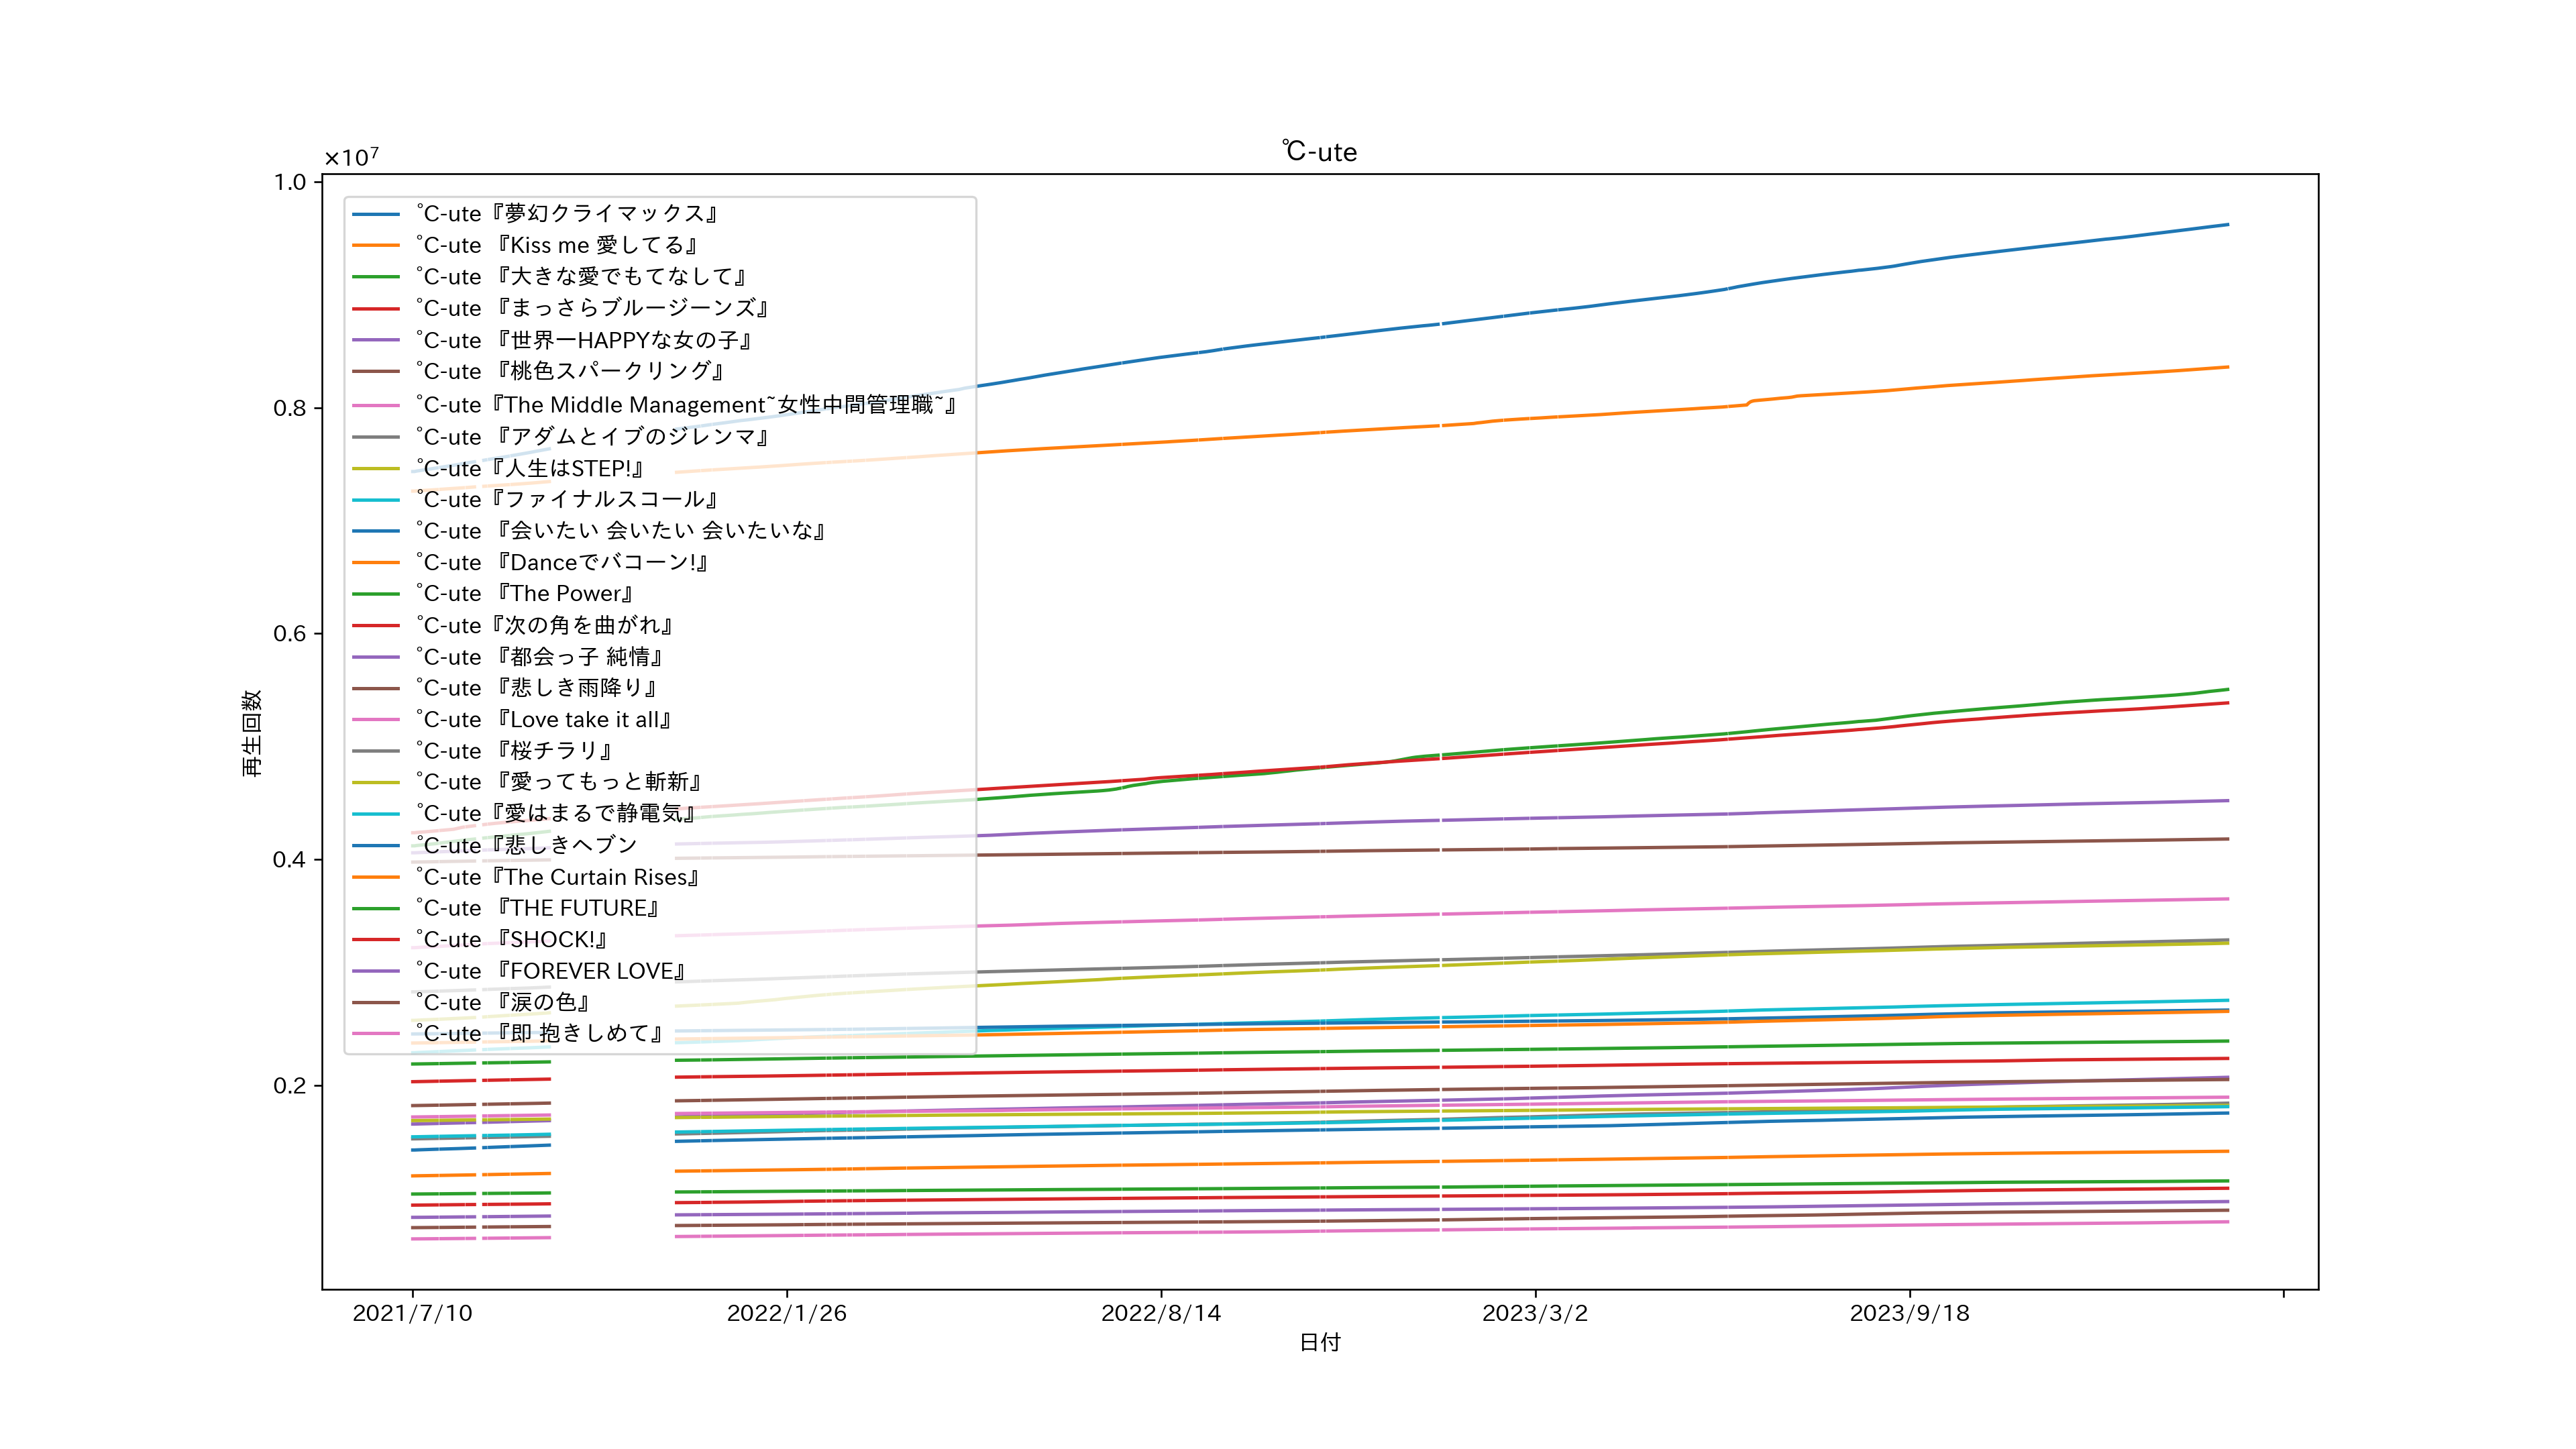 ℃-ute
×10⁷
1.0
0.8
0.6
0.4
0.2
再生回数
°C-ute『夢幻クライマックス』
°C-ute 『Kiss me 愛してる』
°C-ute 『大きな愛でもてなして』
°C-ute 『まっさらブルージーンズ』
°C-ute 『世界一HAPPYな女の子』
°C-ute 『桃色スパークリング』
°C-ute『The Middle Management~女性中間管理職~』
°C-ute 『アダムとイブのジレンマ』
°C-ute『人生はSTEP!』
°C-ute『ファイナルスコール』
°C-ute 『会いたい 会いたい 会いたいな』
°C-ute 『Danceでバコーン!』
°C-ute 『The Power』
°C-ute『次の角を曲がれ』
°C-ute 『都会っ子 純情』
°C-ute 『悲しき雨降り』
°C-ute 『Love take it all』
°C-ute 『桜チラリ』
°C-ute 『愛ってもっと斬新』
°C-ute『愛はまるで静電気』
°C-ute『悲しきヘブン
°C-ute『The Curtain Rises』
°C-ute 『THE FUTURE』
°C-ute 『SHOCK!』
°C-ute 『FOREVER LOVE』
°C-ute 『涙の色』
°C-ute 『即 抱きしめて』
2021/7/10
2022/1/26
2022/8/14
2023/3/2
2023/9/18
日付